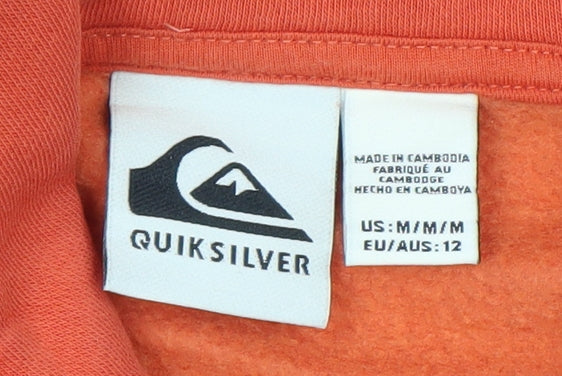 QUIKSILVER
MADE IN CAMBODIA
FABRIQUÉ AU
CAMBODGE
HECHO EN CAMBOYA
US: M/M/M
EU/AUS: 12